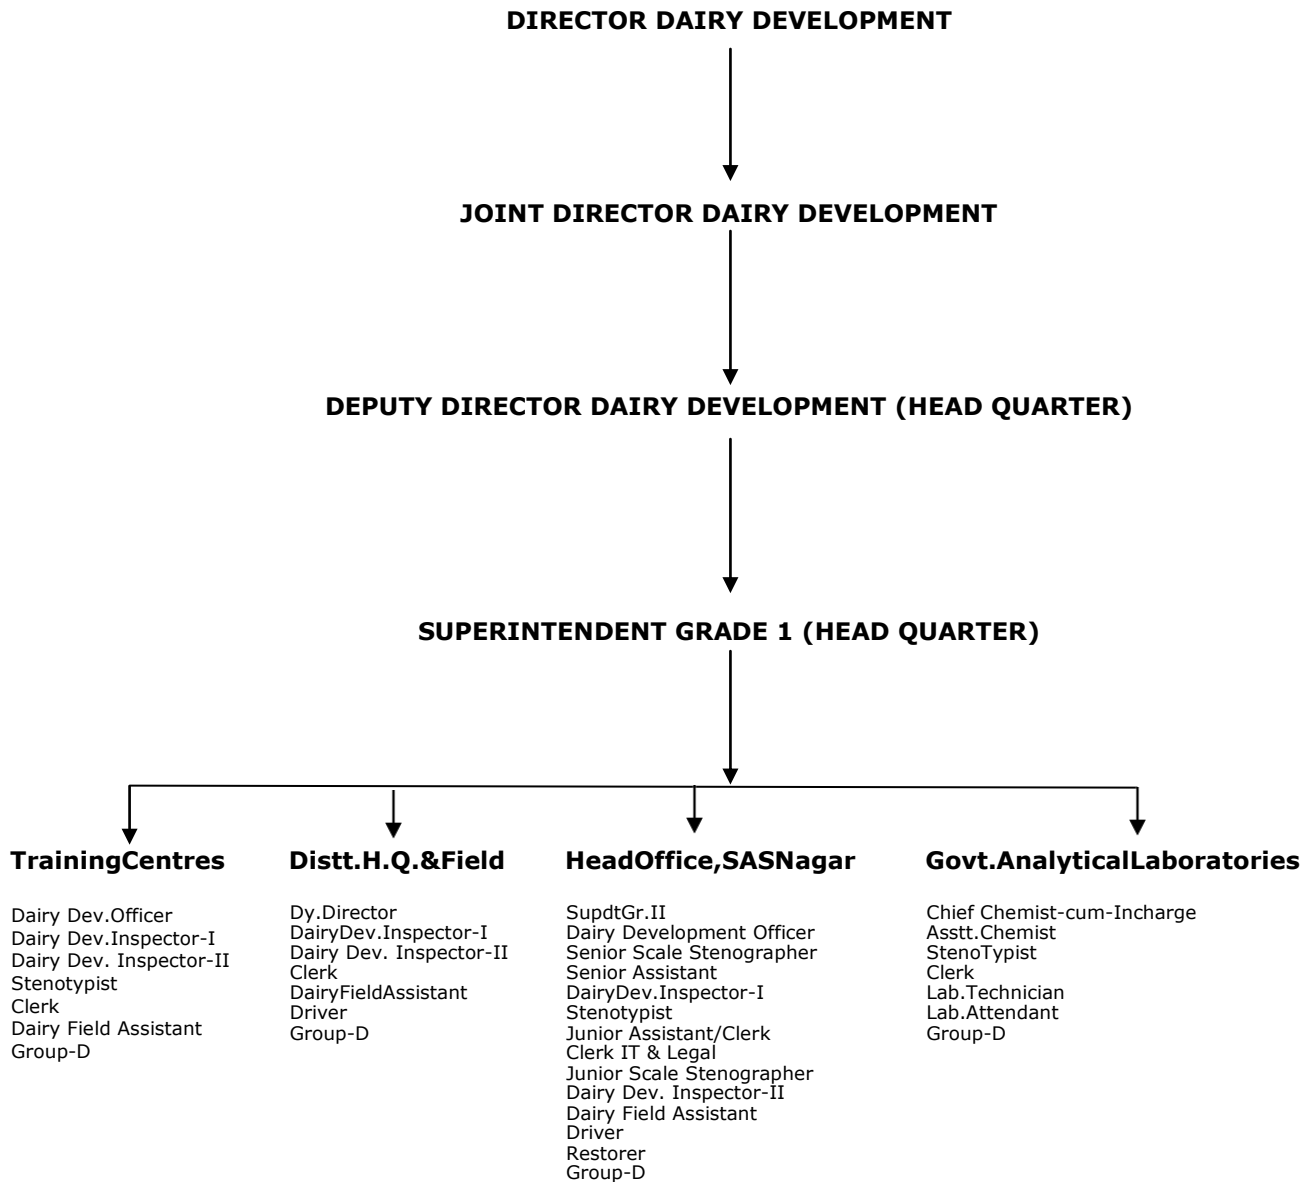 DIRECTOR DAIRY DEVELOPMENT
JOINT DIRECTOR DAIRY DEVELOPMENT
DEPUTY DIRECTOR DAIRY DEVELOPMENT (HEAD QUARTER)
SUPERINTENDENT GRADE 1 (HEAD QUARTER)
TrainingCentres
Dairy Dev.Officer
Dairy Dev.Inspector-I
Dairy Dev. Inspector-II
Stenotypist
Clerk
Dairy Field Assistant
Group-D
Distt.H.Q.&Field
Dy.Director
DairyDev.Inspector-I
Dairy Dev. Inspector-II
Clerk
DairyFieldAssistant
Driver
Group-D
HeadOffice,SASNagar
SupdtGr.II
Dairy Development Officer
Senior Scale Stenographer
Senior Assistant
DairyDev.Inspector-I
Stenotypist
Junior Assistant/Clerk
Clerk IT & Legal
Junior Scale Stenographer
Dairy Dev. Inspector-II
Dairy Field Assistant
Driver
Restorer
Group-D
Govt.AnalyticalLaboratories
Chief Chemist-cum-Incharge
Asstt.Chemist
StenoTypist
Clerk
Lab.Technician
Lab.Attendant
Group-D